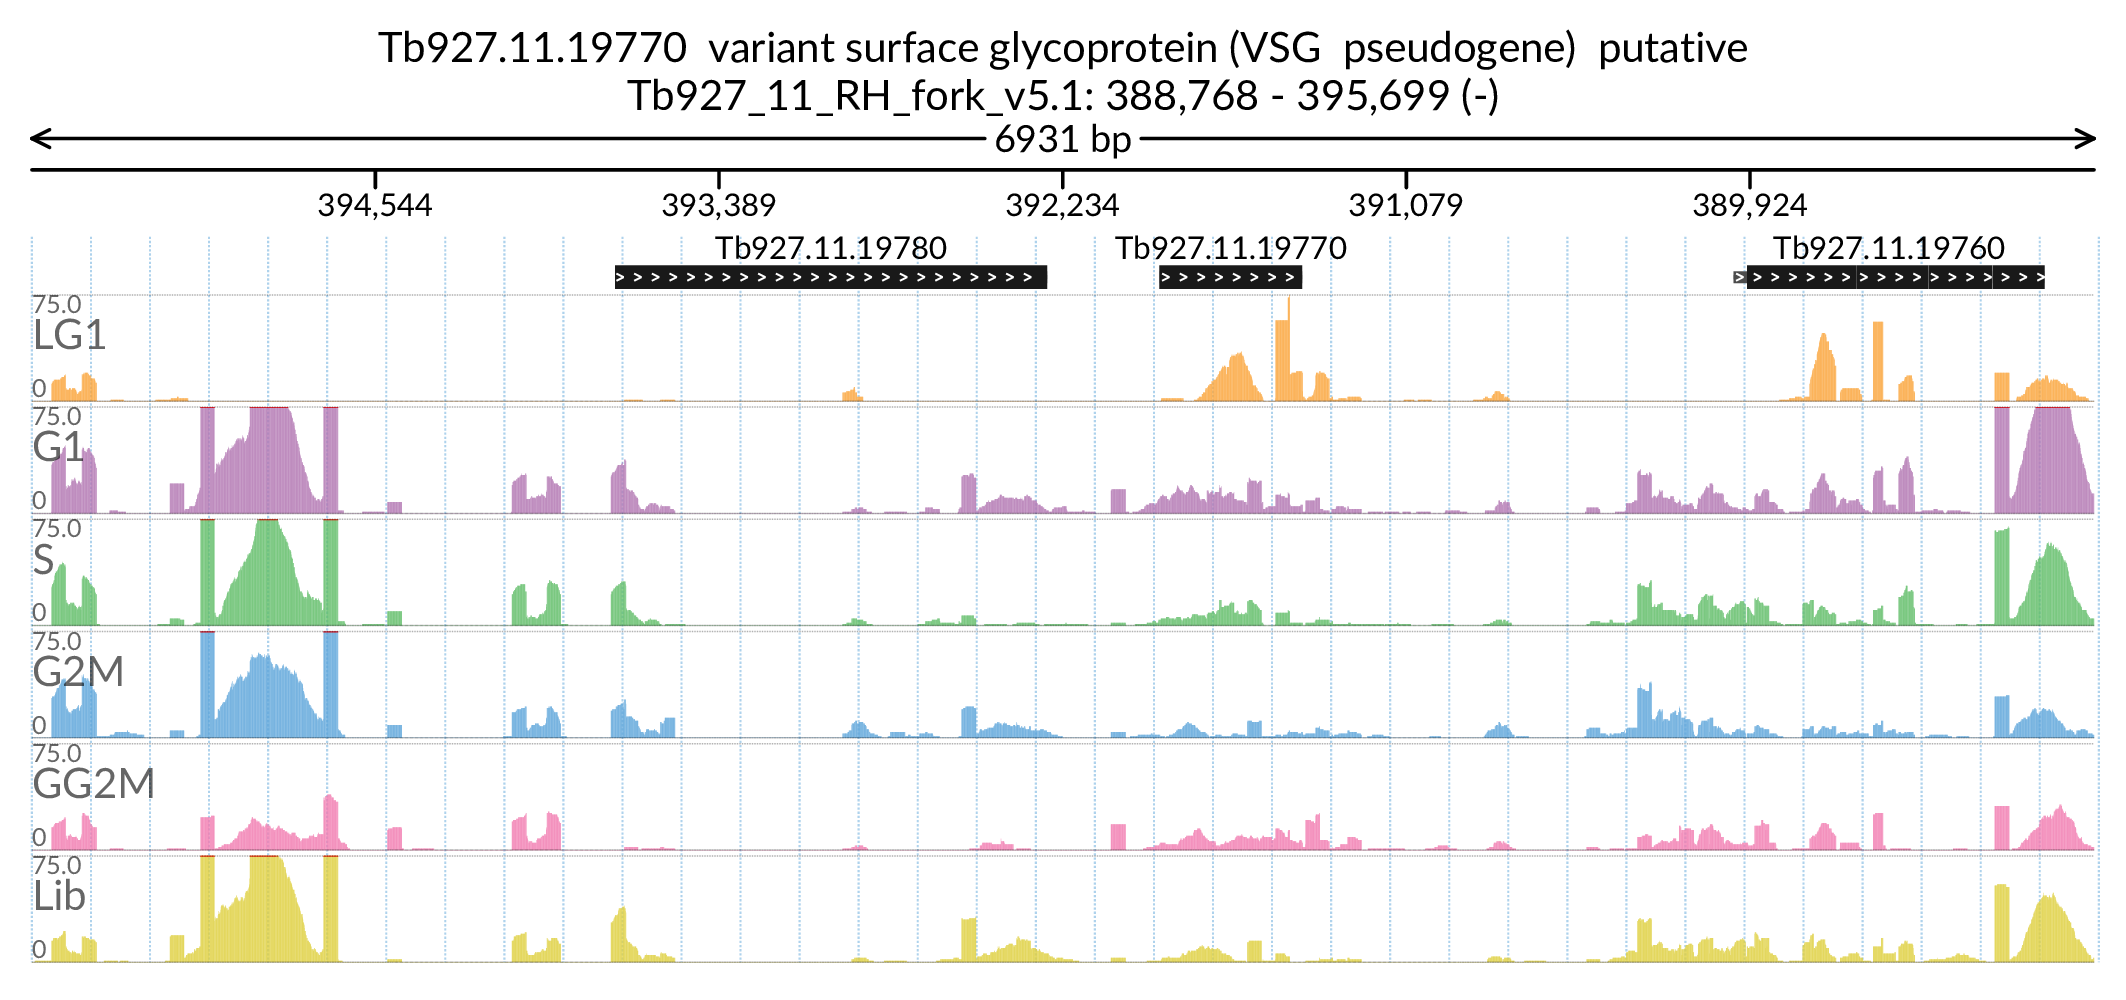 Tb927.11.19770 variant surface glycoprotein (VSG pseudogene) putative
Tb927_11_RH_fork_v5.1: 388,768 - 395,699 (-)
6931 bp
394,544 393,389 392,234 391,079 389,924
Tb927.11.19780 Tb927.11.19770 Tb927.11.19760
75.0
LG1
0
75.0
G1
0
75.0
S
0
75.0
G2M
0
75.0
GG2M
0
75.0
Lib
0